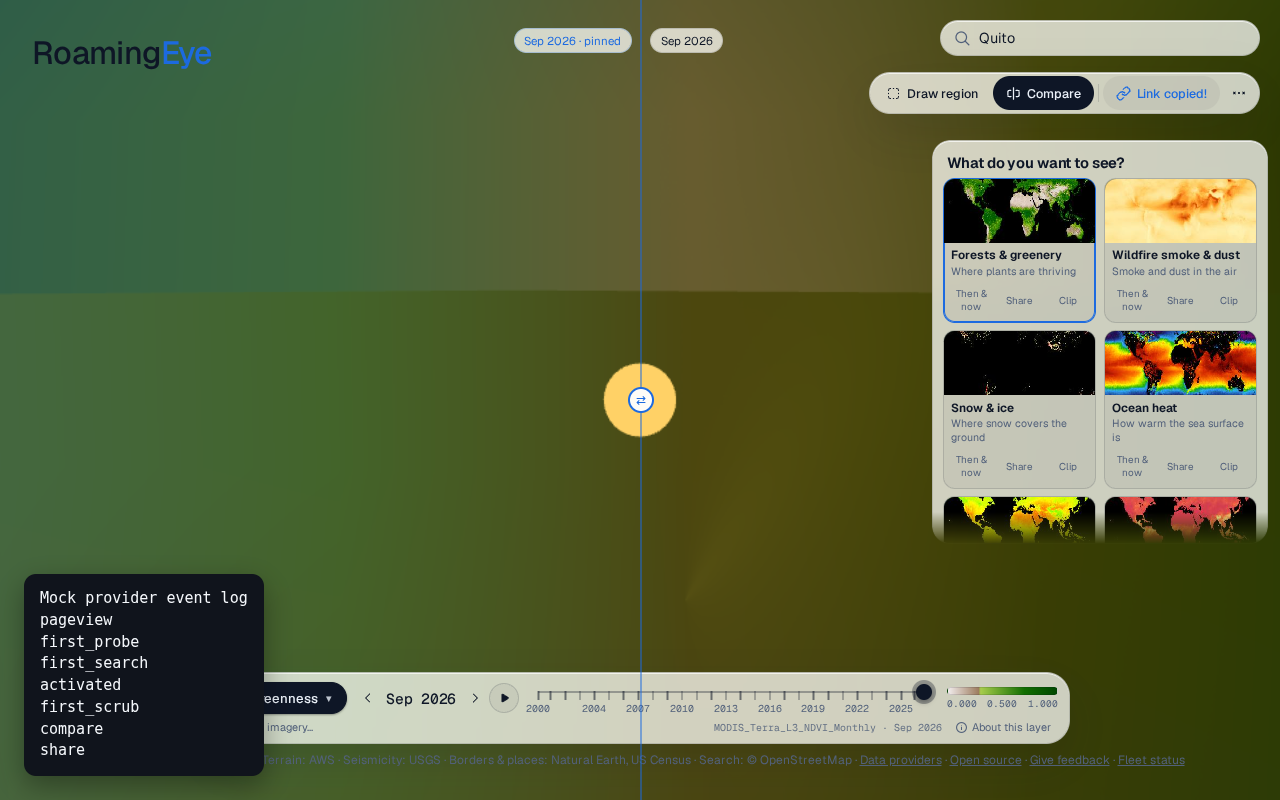 RoamingEye
Sep 2026 · pinned
Sep 2026
Quito
Draw region
Compare
Link copied!
What do you want to see?
Forests & greenery
Where plants are thriving
Then & now
Share
Clip
Wildfire smoke & dust
Smoke and dust in the air
Then & now
Share
Clip
Snow & ice
Where snow covers the
ground
Then & now
Share
Clip
Ocean heat
How warm the sea surface
is
Then & now
Share
Clip
Mock provider event log
pageview
first_probe
first_search
activated
first_scrub
compare
share
eenness ▾
Sep 2026
2000 2004 2007 2010 2013 2016 2019 2022 2025
0.000 0.500 1.000
imagery…
MODIS_Terra_L3_NDVI_Monthly · Sep 2026
About this layer
Terrain: AWS · Seismicity: USGS · Borders & places: Natural Earth, US Census · Search: © OpenStreetMap · Data providers · Open source · Give feedback · Fleet status